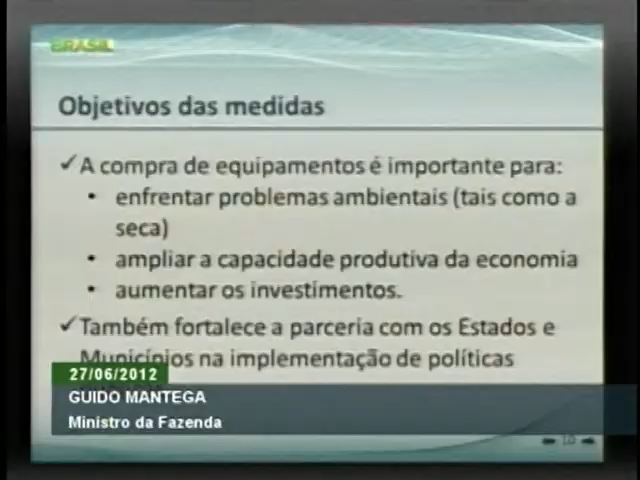 BRASIL
Objetivos das medidas
✓A compra de equipamentos é importante para:
• enfrentar problemas ambientais (tais como a
seca)
• ampliar a capacidade produtiva da economia
• aumentar os investimentos.
✓Também fortalece a parceria com os Estados e
Municípios na implementação de políticas
27/06/2012
GUIDO MANTEGA
Ministro da Fazenda
10